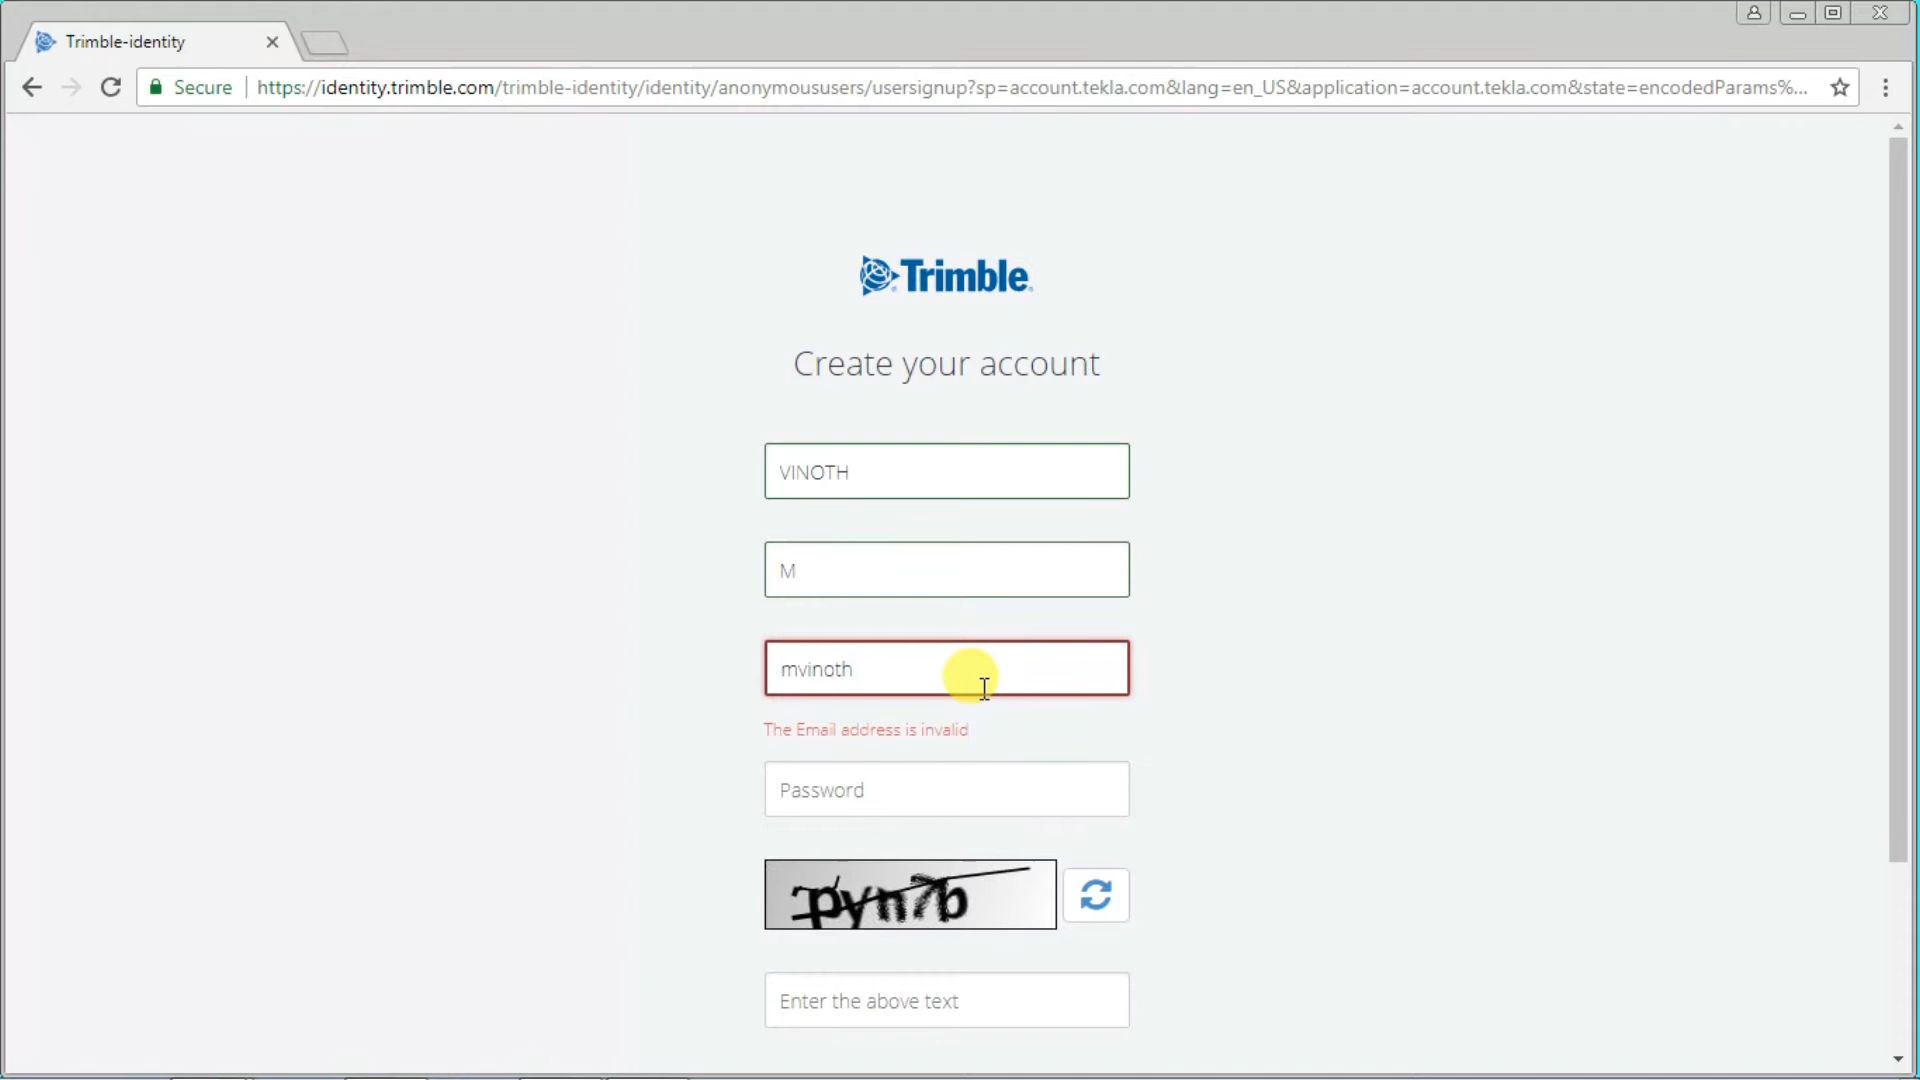 Trimble-identity
Secure
https://identity.trimble.com/trimble-identity/identity/anonymoususers/usersignup?sp=account.tekla.com&lang=en_US&application=account.tekla.com&state=encodedParams%...
Trimble
Create your account
VINOTH
M
mvinoth
The Email address is invalid
Password
Enter the above text